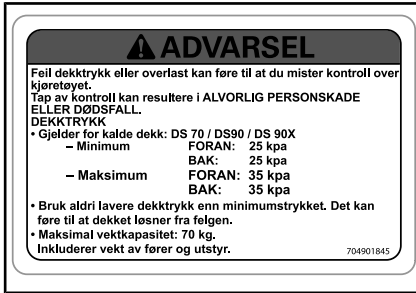 ADVARSEL
Feil dekktrykk eller overlast kan føre til at du mister kontroll over
kjøretøyet.
Tap av kontroll kan resultere i ALVORLIG PERSONSKADE
ELLER DØDSFALL.
DEKKTRYKK
• Gjelder for kalde dekk: DS 70 / DS90 / DS 90X
– Minimum FORAN: 25 kpa
BAK: 25 kpa
– Maksimum FORAN: 35 kpa
BAK: 35 kpa
• Bruk aldri lavere dekktrykk enn minimumstrykket. Det kan
føre til at dekket løsner fra felgen.
• Maksimal vektkapasitet: 70 kg.
Inkluderer vekt av fører og utstyr.
704901845